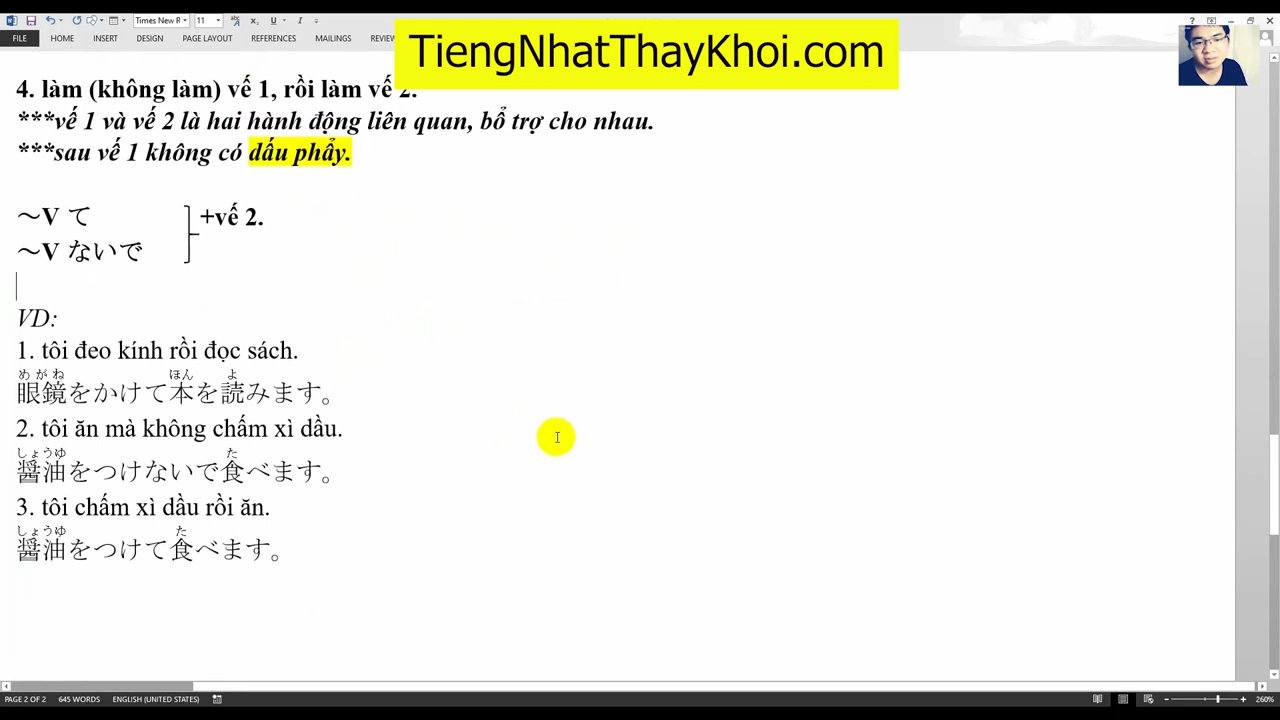 Times New R 11
FILE HOME INSERT DESIGN PAGE LAYOUT REFERENCES MAILINGS REVIEW
TiengNhatThayKhoi.com
4. làm (không làm) vế 1, rồi làm vế 2.
***vế 1 và vế 2 là hai hành động liên quan, bổ trợ cho nhau.
***sau vế 1 không có dấu phẩy.
～V て
+vế 2.
～V ないで
VD:
1. tôi đeo kính rồi đọc sách.
めがね ほん よ
眼鏡をかけて本を読みます。
2. tôi ăn mà không chấm xì dầu.
しょうゆ た
醤油をつけないで食べます。
3. tôi chấm xì dầu rồi ăn.
しょうゆ た
醤油をつけて食べます。
PAGE 2 OF 2 645 WORDS ENGLISH (UNITED STATES) 260%